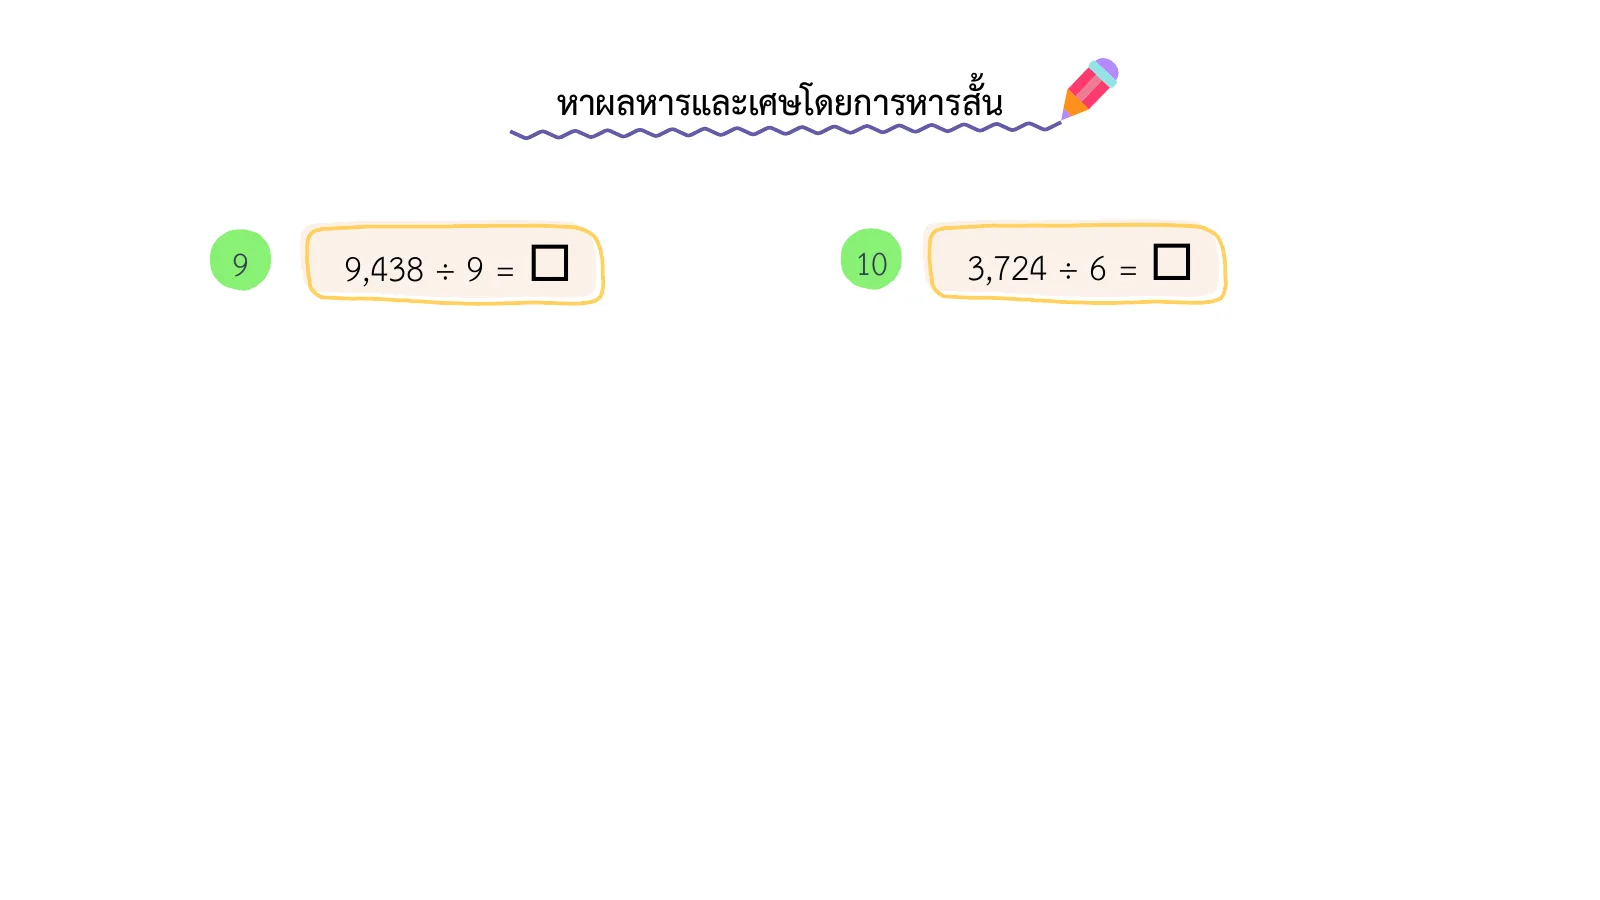 หาผลหารและเศษโดยการหารสั้น
9 9,438 ÷ 9 = □
10 3,724 ÷ 6 = □